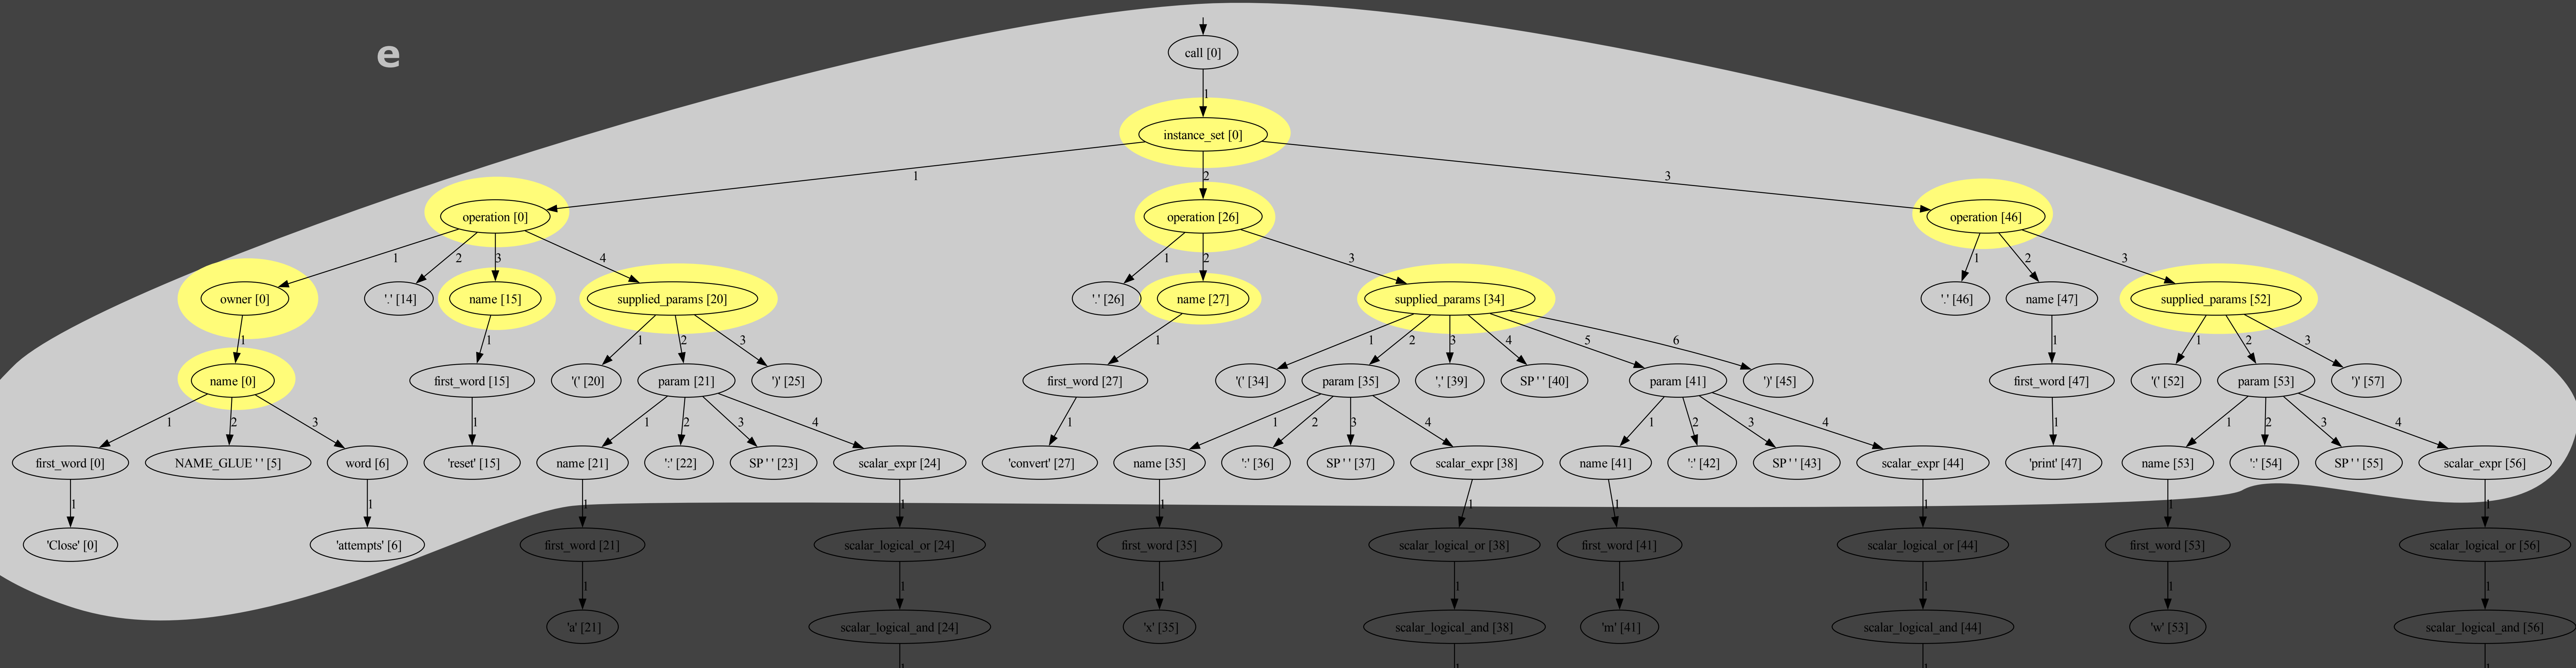 e
call [0]
1
instance_set [0]
1 2 3
operation [0] operation [26] operation [46]
1 2 3 4 1 2 3 1 2 3
owner [0] '.' [14] name [15] supplied_params [20] '.' [26] name [27] supplied_params [34] '.' [46] name [47] supplied_params [52]
1 1 1 2 3 1 1 2 3 4 5 6 1 1 2 3
name [0] first_word [15] '(' [20] param [21] ')' [25] first_word [27] '(' [34] param [35] ',' [39] SP ' ' [40] param [41] ')' [45] first_word [47] '(' [52] param [53] ')' [57]
1 2 3 1 1 2 3 4 1 1 2 3 4 1 2 3 4 1 1 2 3 4
first_word [0] NAME_GLUE ' ' [5] word [6] 'reset' [15] name [21] ':' [22] SP ' ' [23] scalar_expr [24] 'convert' [27] name [35] ':' [36] SP ' ' [37] scalar_expr [38] name [41] ':' [42] SP ' ' [43] scalar_expr [44] 'print' [47] name [53] ':' [54] SP ' ' [55] scalar_expr [56]
1 1 1 1 1 1 1 1 1 1
'Close' [0] 'attempts' [6] first_word [21] scalar_logical_or [24] first_word [35] scalar_logical_or [38] first_word [41] scalar_logical_or [44] first_word [53] scalar_logical_or [56]
1 1 1 1 1 1 1 1
'a' [21] scalar_logical_and [24] 'x' [35] scalar_logical_and [38] 'm' [41] scalar_logical_and [44] 'w' [53] scalar_logical_and [56]
1 1 1 1